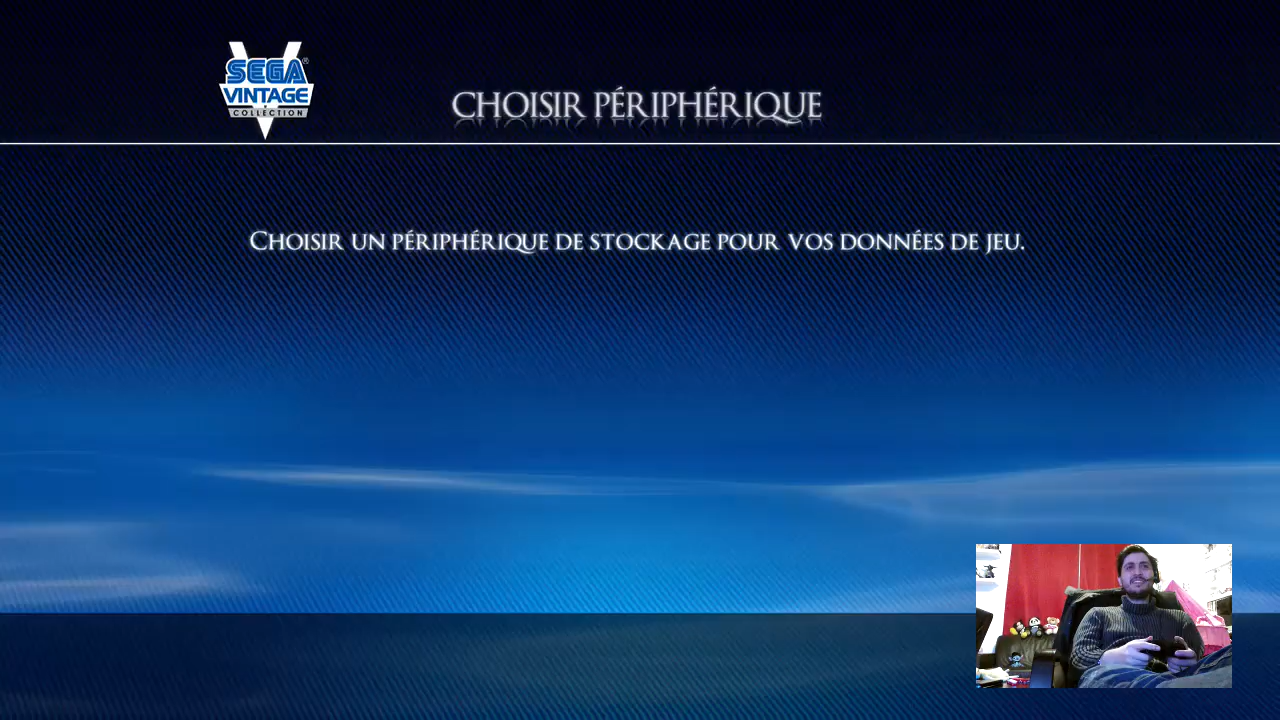 SEGA®
VINTAGE
COLLECTION
CHOISIR PÉRIPHÉRIQUE
CHOISIR UN PÉRIPHÉRIQUE DE STOCKAGE POUR VOS DONNÉES DE JEU.